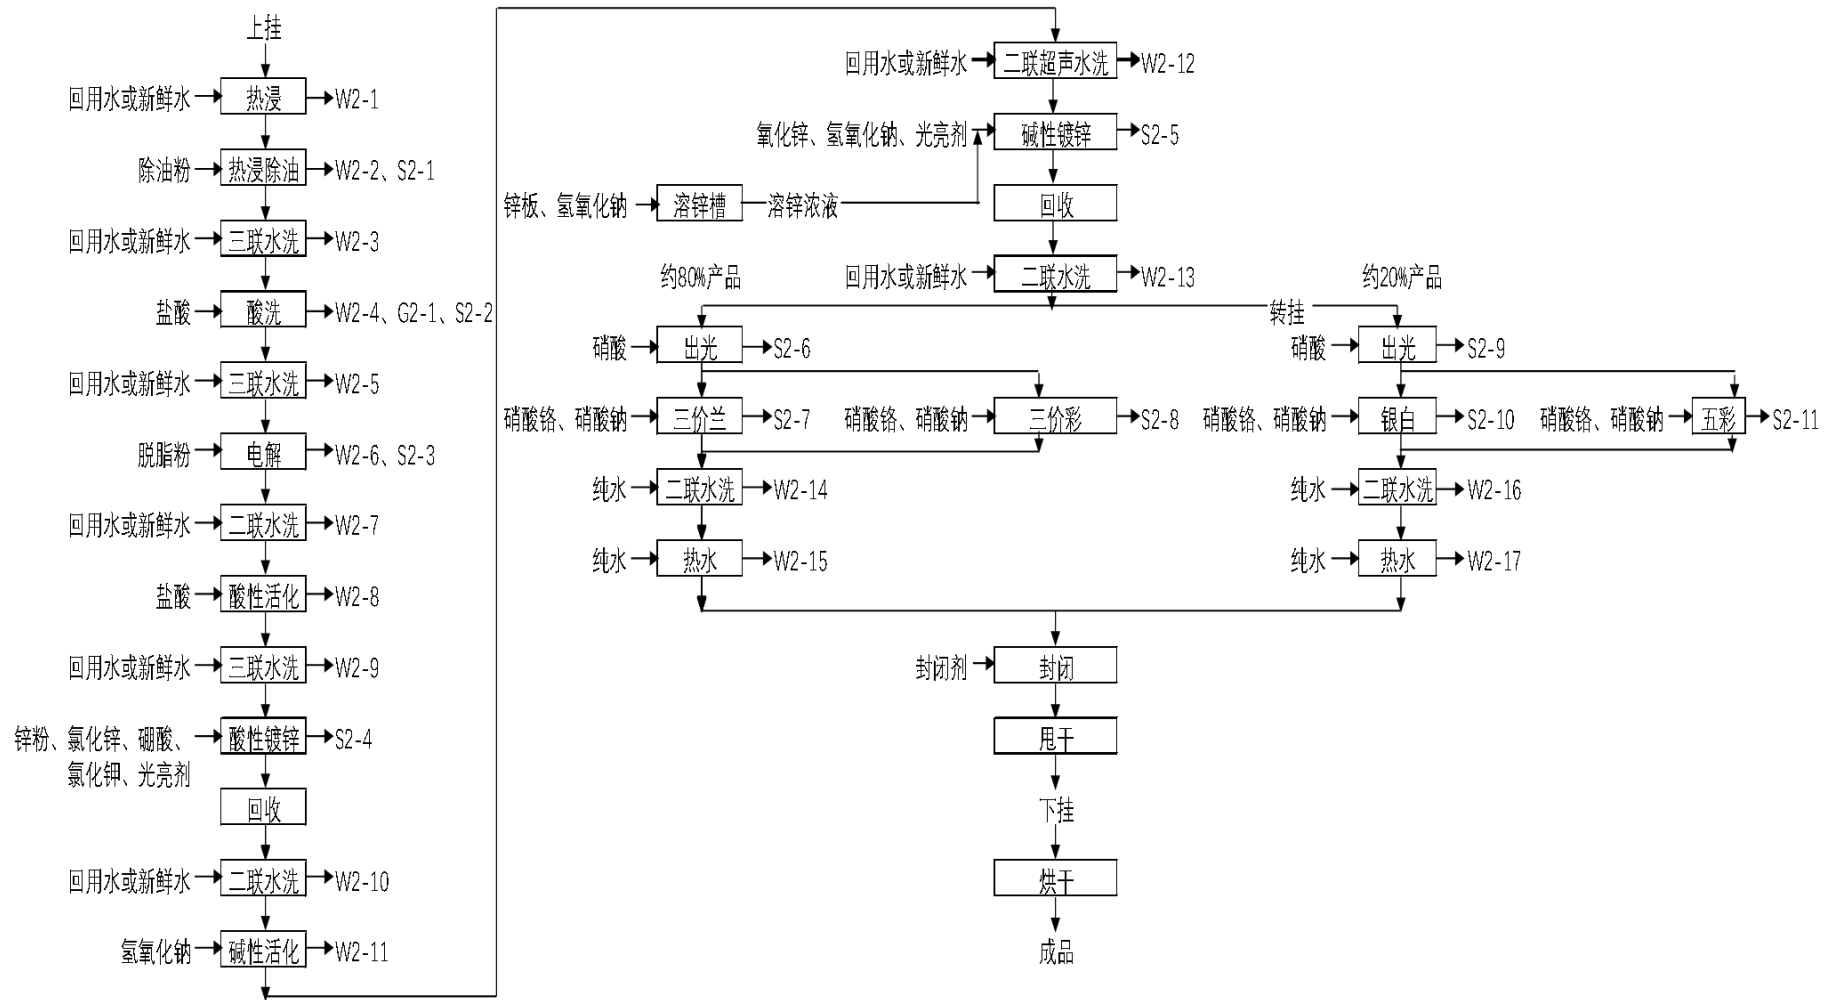 上挂
回用水或新鲜水 热浸 W2-1
除油粉 热浸除油 W2-2、S2-1
回用水或新鲜水 三联水洗 W2-3
盐酸 酸洗 W2-4、G2-1、S2-2
回用水或新鲜水 三联水洗 W2-5
脱脂粉 电解 W2-6、S2-3
回用水或新鲜水 二联水洗 W2-7
盐酸 酸性活化 W2-8
回用水或新鲜水 三联水洗 W2-9
锌粉、氯化锌、硼酸、 酸性镀锌 S2-4
氯化钾、光亮剂
回收
回用水或新鲜水 二联水洗 W2-10
氢氧化钠 碱性活化 W2-11
回用水或新鲜水 二联超声水洗 W2-12
氧化锌、氢氧化钠、光亮剂 碱性镀锌 S2-5
锌板、氢氧化钠 溶锌槽 溶锌浓液 回收
约80%产品 回用水或新鲜水 二联水洗 W2-13 约20%产品
转挂
硝酸 出光 S2-6 硝酸 出光 S2-9
硝酸铬、硝酸钠 三价兰 S2-7 硝酸铬、硝酸钠 三价彩 S2-8 硝酸铬、硝酸钠 银白 S2-10 硝酸铬、硝酸钠 五彩 S2-11
纯水 二联水洗 W2-14 纯水 二联水洗 W2-16
纯水 热水 W2-15 纯水 热水 W2-17
封闭剂 封闭
甩干
下挂
烘干
成品